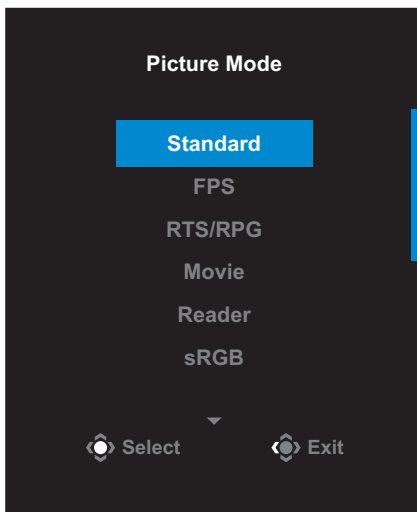 Picture Mode
Standard
FPS
RTS/RPG
Movie
Reader
sRGB
Select Exit